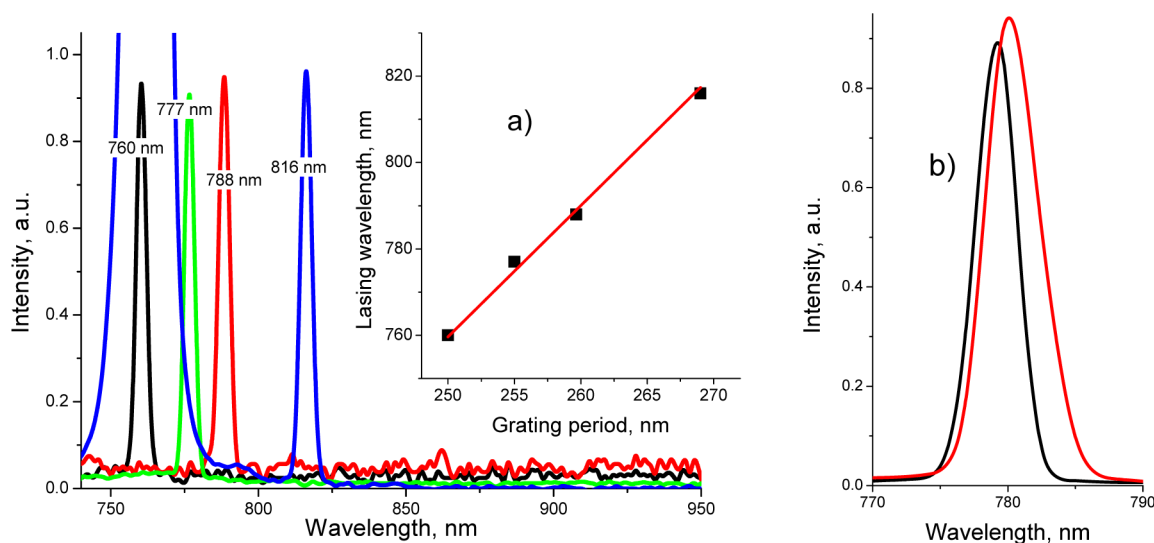 1.0
0.8
0.6
0.4
0.2
0.0
Intensity, a.u.
750
800
850
900
950
Wavelength, nm
760 nm
777 nm
788 nm
816 nm
a)
820
800
780
760
Lasing wavelength, nm
250
255
260
265
270
Grating period, nm
b)
0.8
0.6
0.4
0.2
0.0
Intensity, a.u.
770
780
790
Wavelength, nm